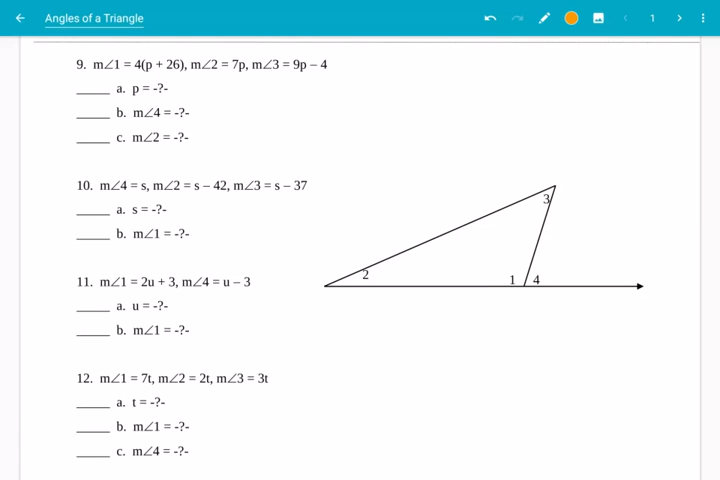 Angles of a Triangle
1
9. m∠1 = 4(p + 26), m∠2 = 7p, m∠3 = 9p – 4
_____ a. p = -?-
_____ b. m∠4 = -?-
_____ c. m∠2 = -?-
10. m∠4 = s, m∠2 = s – 42, m∠3 = s – 37
_____ a. s = -?-
_____ b. m∠1 = -?-
11. m∠1 = 2u + 3, m∠4 = u – 3
_____ a. u = -?-
_____ b. m∠1 = -?-
12. m∠1 = 7t, m∠2 = 2t, m∠3 = 3t
_____ a. t = -?-
_____ b. m∠1 = -?-
_____ c. m∠4 = -?-
3
2
1 4